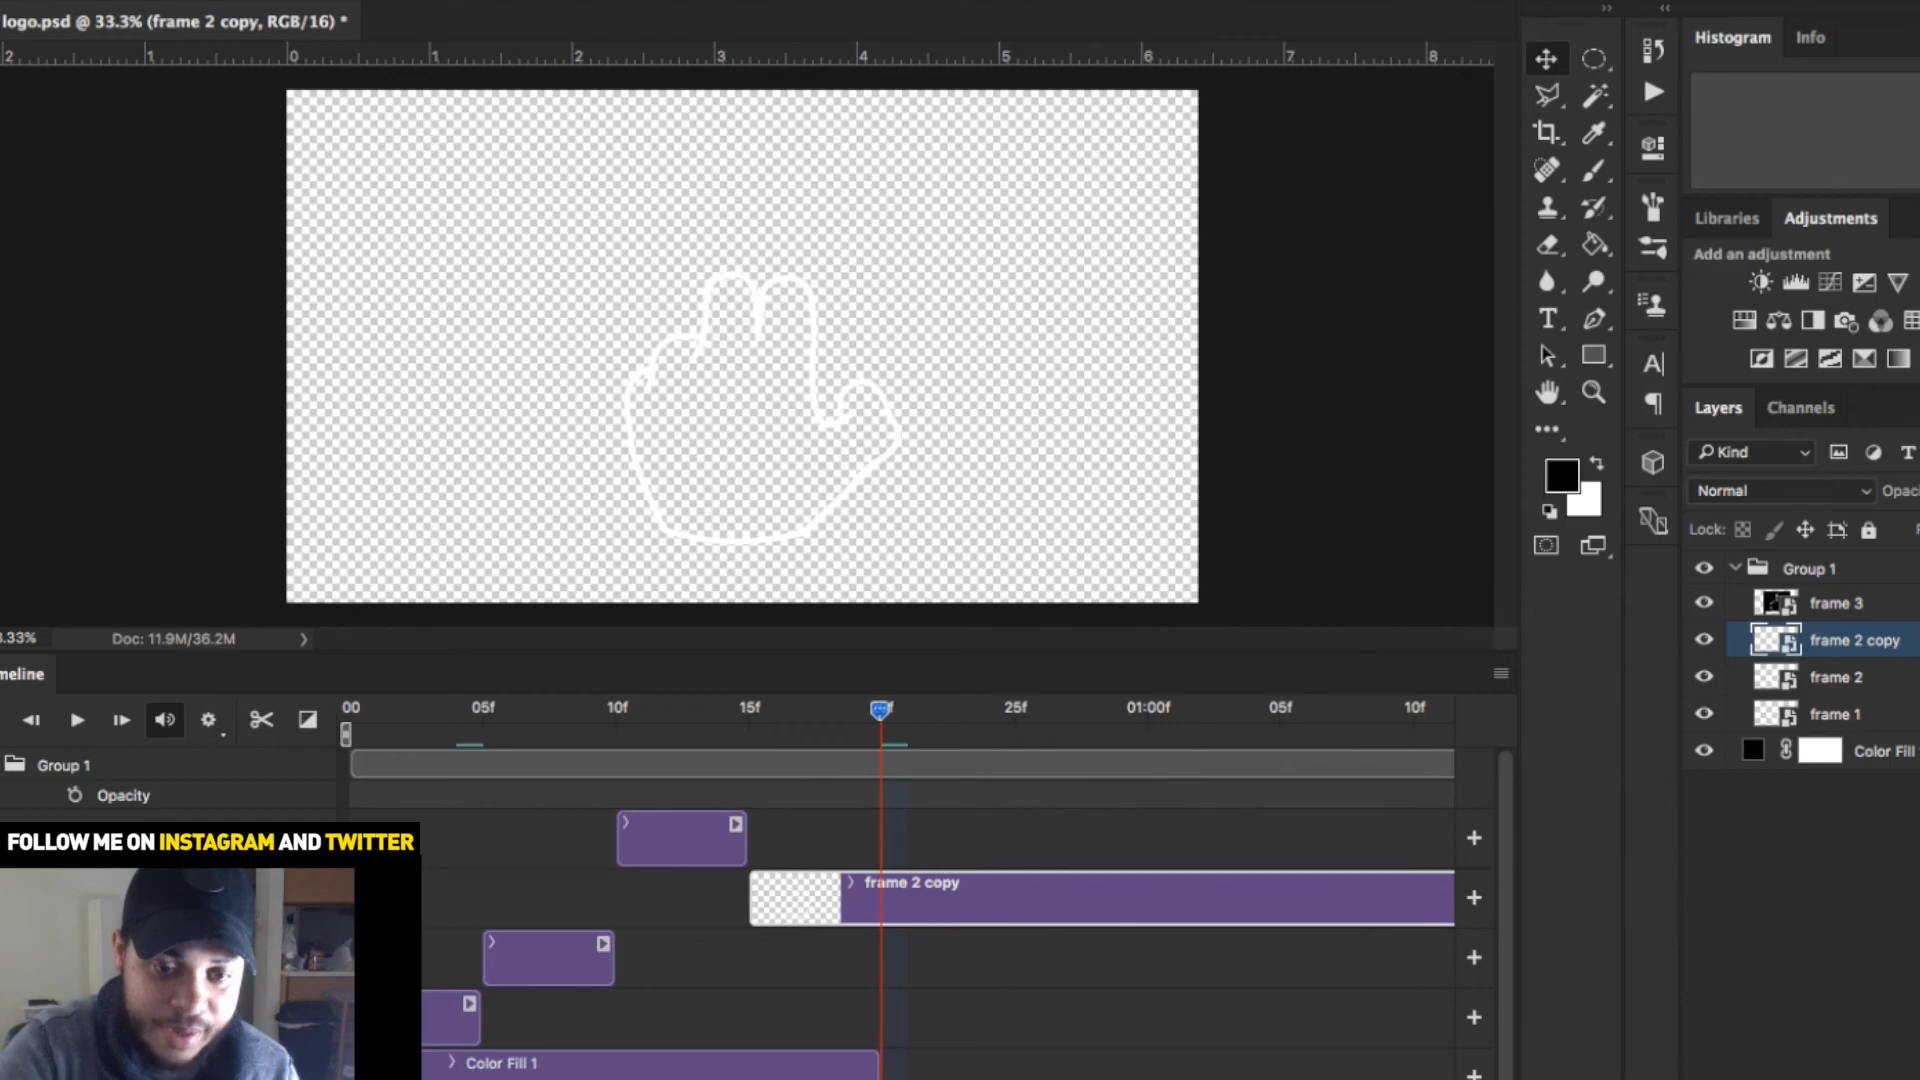 logo.psd @ 33.3% (frame 2 copy, RGB/16) *
Histogram Info
2 1 0 1 2 3 4 5 6 7 8
Libraries Adjustments
Add an adjustment
Layers Channels
Kind
Normal Opac
Lock:
Group 1
frame 3
frame 2 copy
frame 2
frame 1
Color Fill
3.33% Doc: 11.9M/36.2M
meline
00 05f 10f 15f 25f 01:00f 05f 10f
Group 1
Opacity
FOLLOW ME ON INSTAGRAM AND TWITTER
frame 2 copy
Color Fill 1